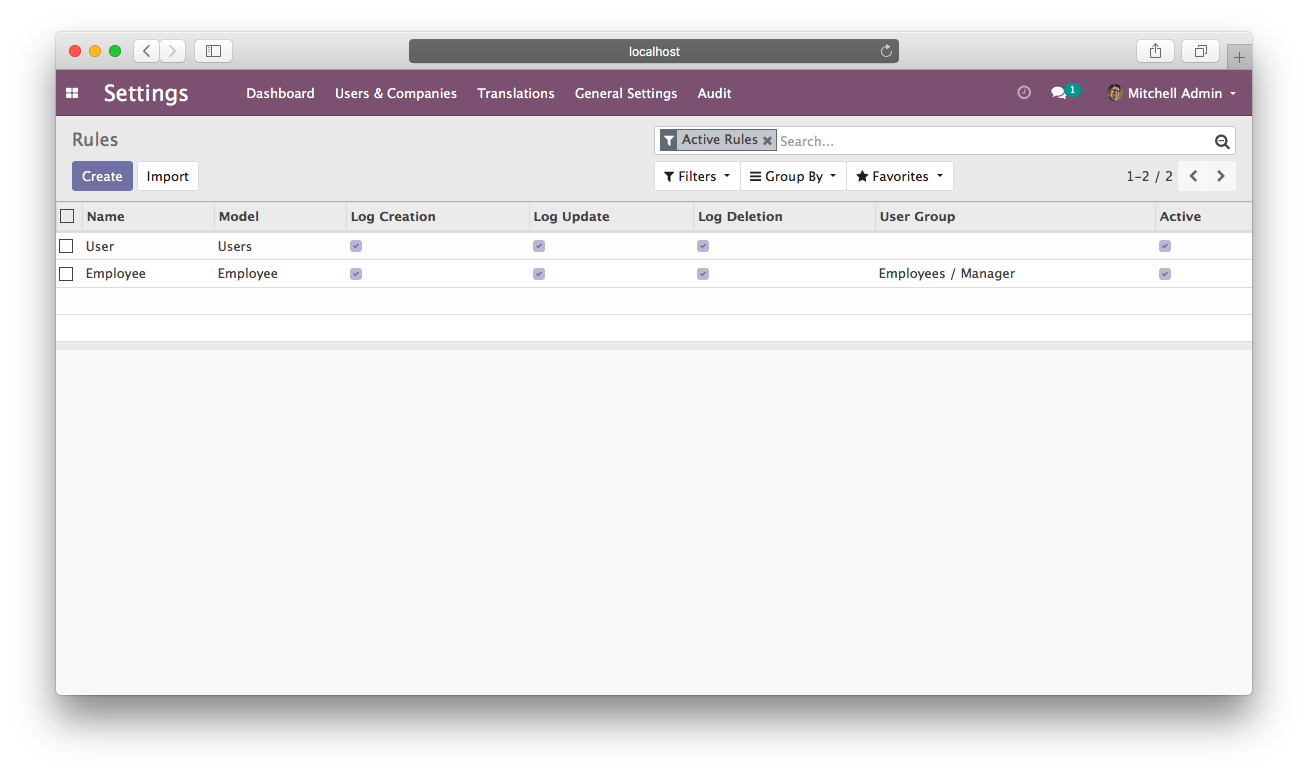 localhost
Settings Dashboard Users & Companies Translations General Settings Audit 1 Mitchell Admin
Rules
Active Rules Search...
Create Import Filters Group By Favorites 1-2 / 2
Name Model Log Creation Log Update Log Deletion User Group Active
User Users
Employee Employee Employees / Manager